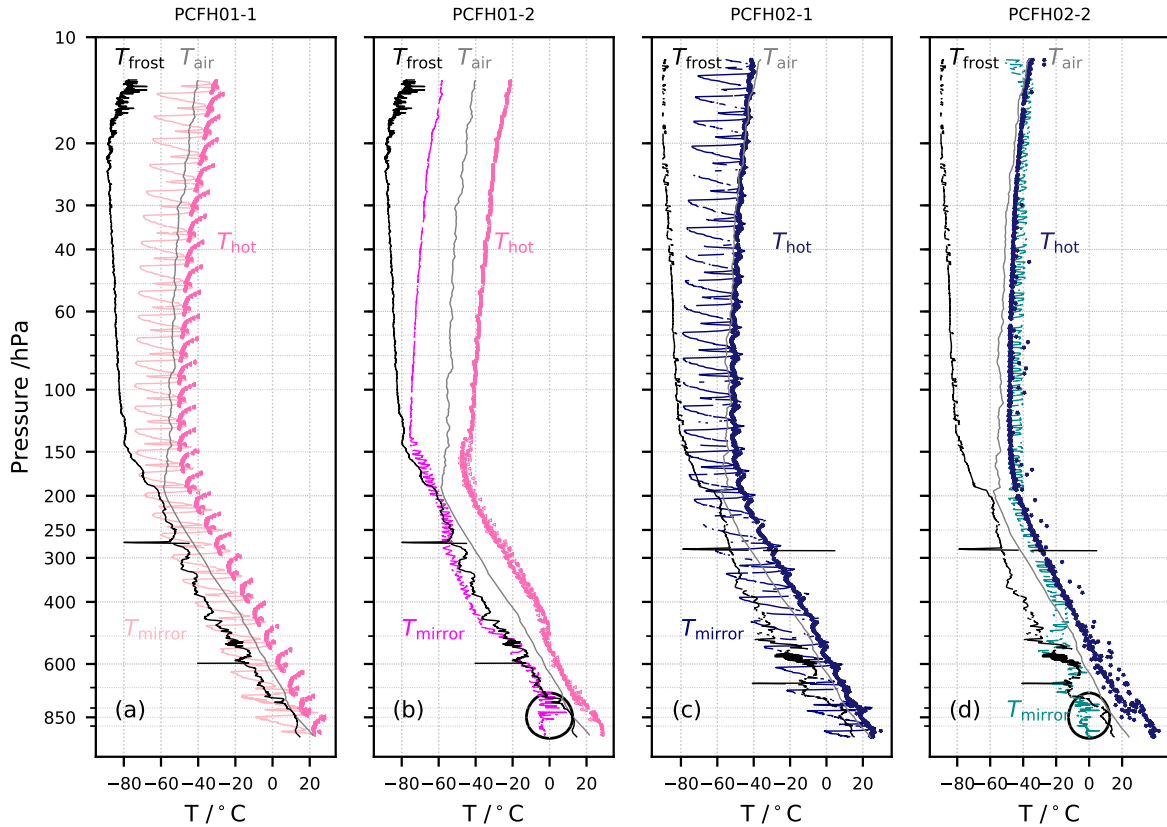 PCFH01-1 PCFH01-2 PCFH02-1 PCFH02-2
10
20
30
40
60
100
150
200
250
300
400
600
850
Pressure /hPa
T_frost T_air
T_hot
T_mirror
(a)
−80 −60 −40 −20 0 20
T / °C
T_frost T_air
T_hot
T_mirror
(b)
−80 −60 −40 −20 0 20
T / °C
T_frost T_air
T_hot
T_mirror
(c)
−80 −60 −40 −20 0 20
T / °C
T_frost T_air
T_hot
T_mirror
(d)
−80 −60 −40 −20 0 20
T / °C